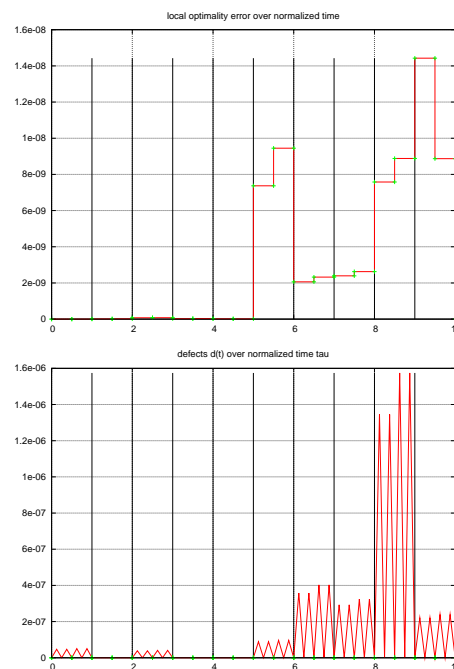 local optimality error over normalized time
1.6e-08
1.4e-08
1.2e-08
1e-08
8e-09
6e-09
4e-09
2e-09
0
0 2 4 6 8 1
defects d(t) over normalized time tau
1.6e-06
1.4e-06
1.2e-06
1e-06
8e-07
6e-07
4e-07
2e-07
0
0 2 4 6 8 1